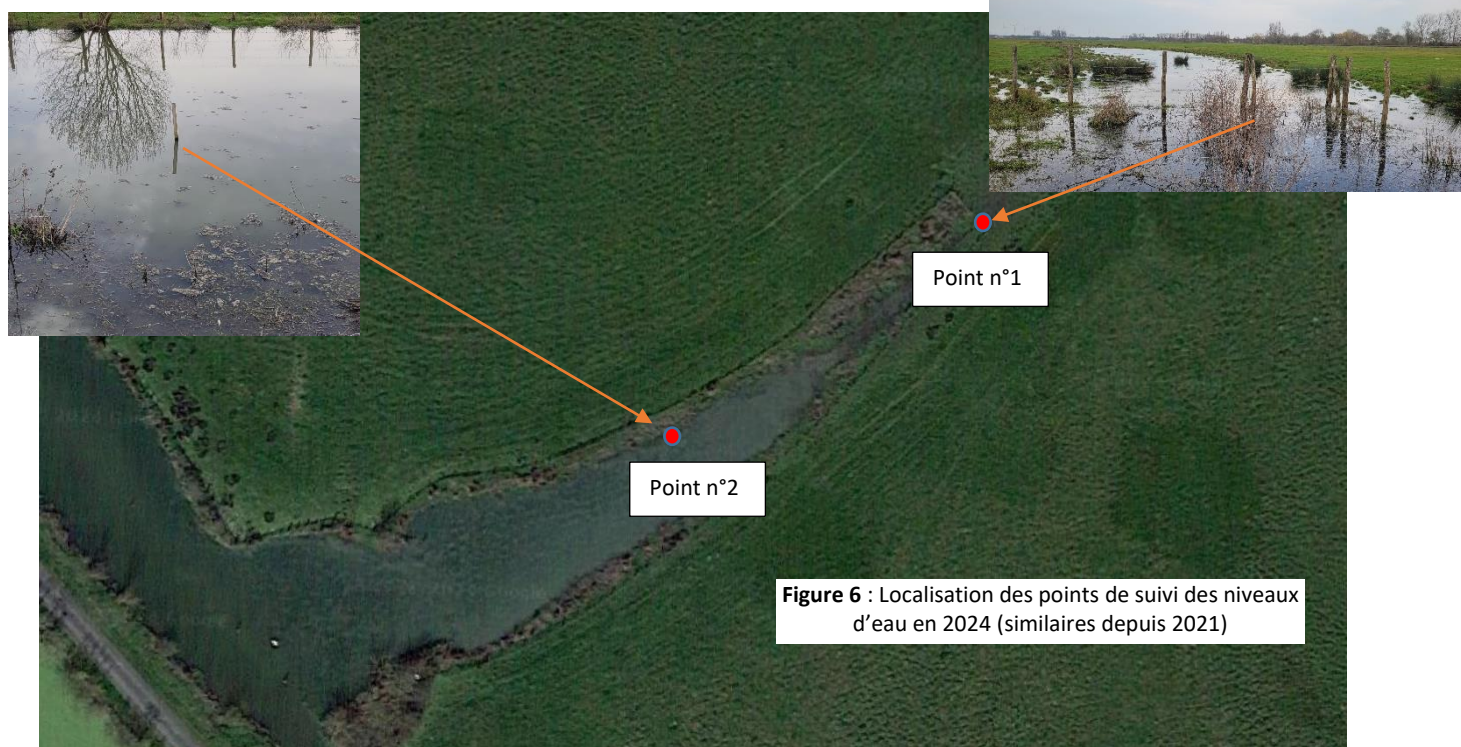 Point n°1
Point n°2
Figure 6 : Localisation des points de suivi des niveaux
d'eau en 2024 (similaires depuis 2021)